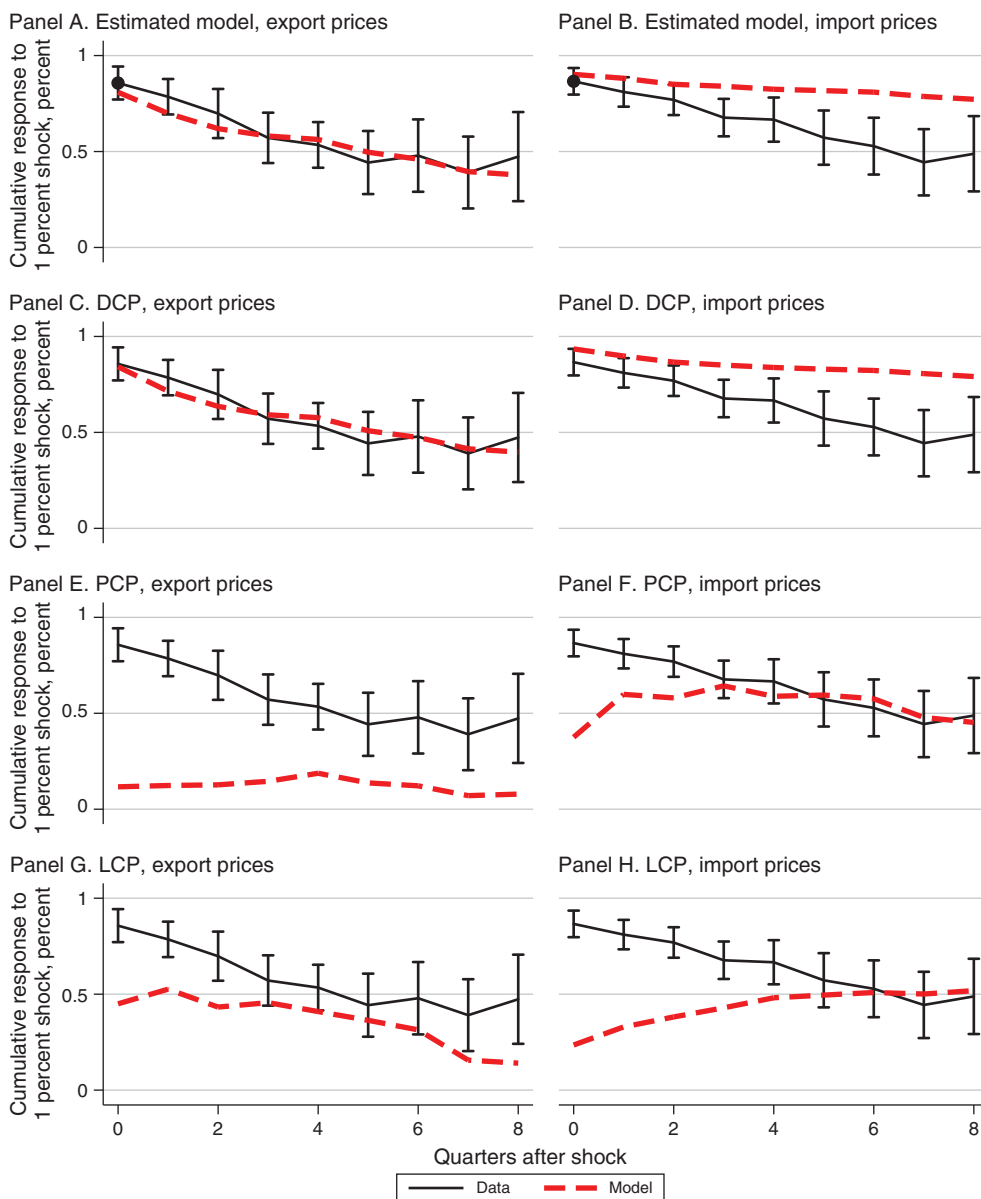 Panel A. Estimated model, export prices
Panel B. Estimated model, import prices
Cumulative response to
1 percent shock, percent
1
0.5
0
Panel C. DCP, export prices
Panel D. DCP, import prices
Cumulative response to
1 percent shock, percent
1
0.5
0
Panel E. PCP, export prices
Panel F. PCP, import prices
Cumulative response to
1 percent shock, percent
1
0.5
0
Panel G. LCP, export prices
Panel H. LCP, import prices
Cumulative response to
1 percent shock, percent
1
0.5
0
0 2 4 6 8 0 2 4 6 8
Quarters after shock
Data Model